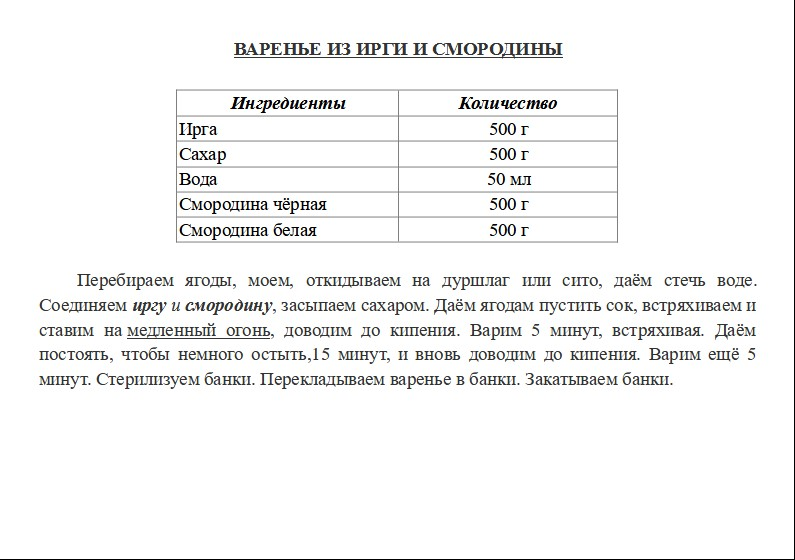 ВАРЕНЬЕ ИЗ ИРГИ И СМОРОДИНЫ
Ингредиенты Количество
Ирга 500 г
Сахар 500 г
Вода 50 мл
Смородина чёрная 500 г
Смородина белая 500 г
Перебираем ягоды, моем, откидываем на дуршлаг или сито, даём стечь воде.
Соединяем иргу и смородину, засыпаем сахаром. Даём ягодам пустить сок, встряхиваем и
ставим на медленный огонь, доводим до кипения. Варим 5 минут, встряхивая. Даём
постоять, чтобы немного остыть,15 минут, и вновь доводим до кипения. Варим ещё 5
минут. Стерилизуем банки. Перекладываем варенье в банки. Закатываем банки.